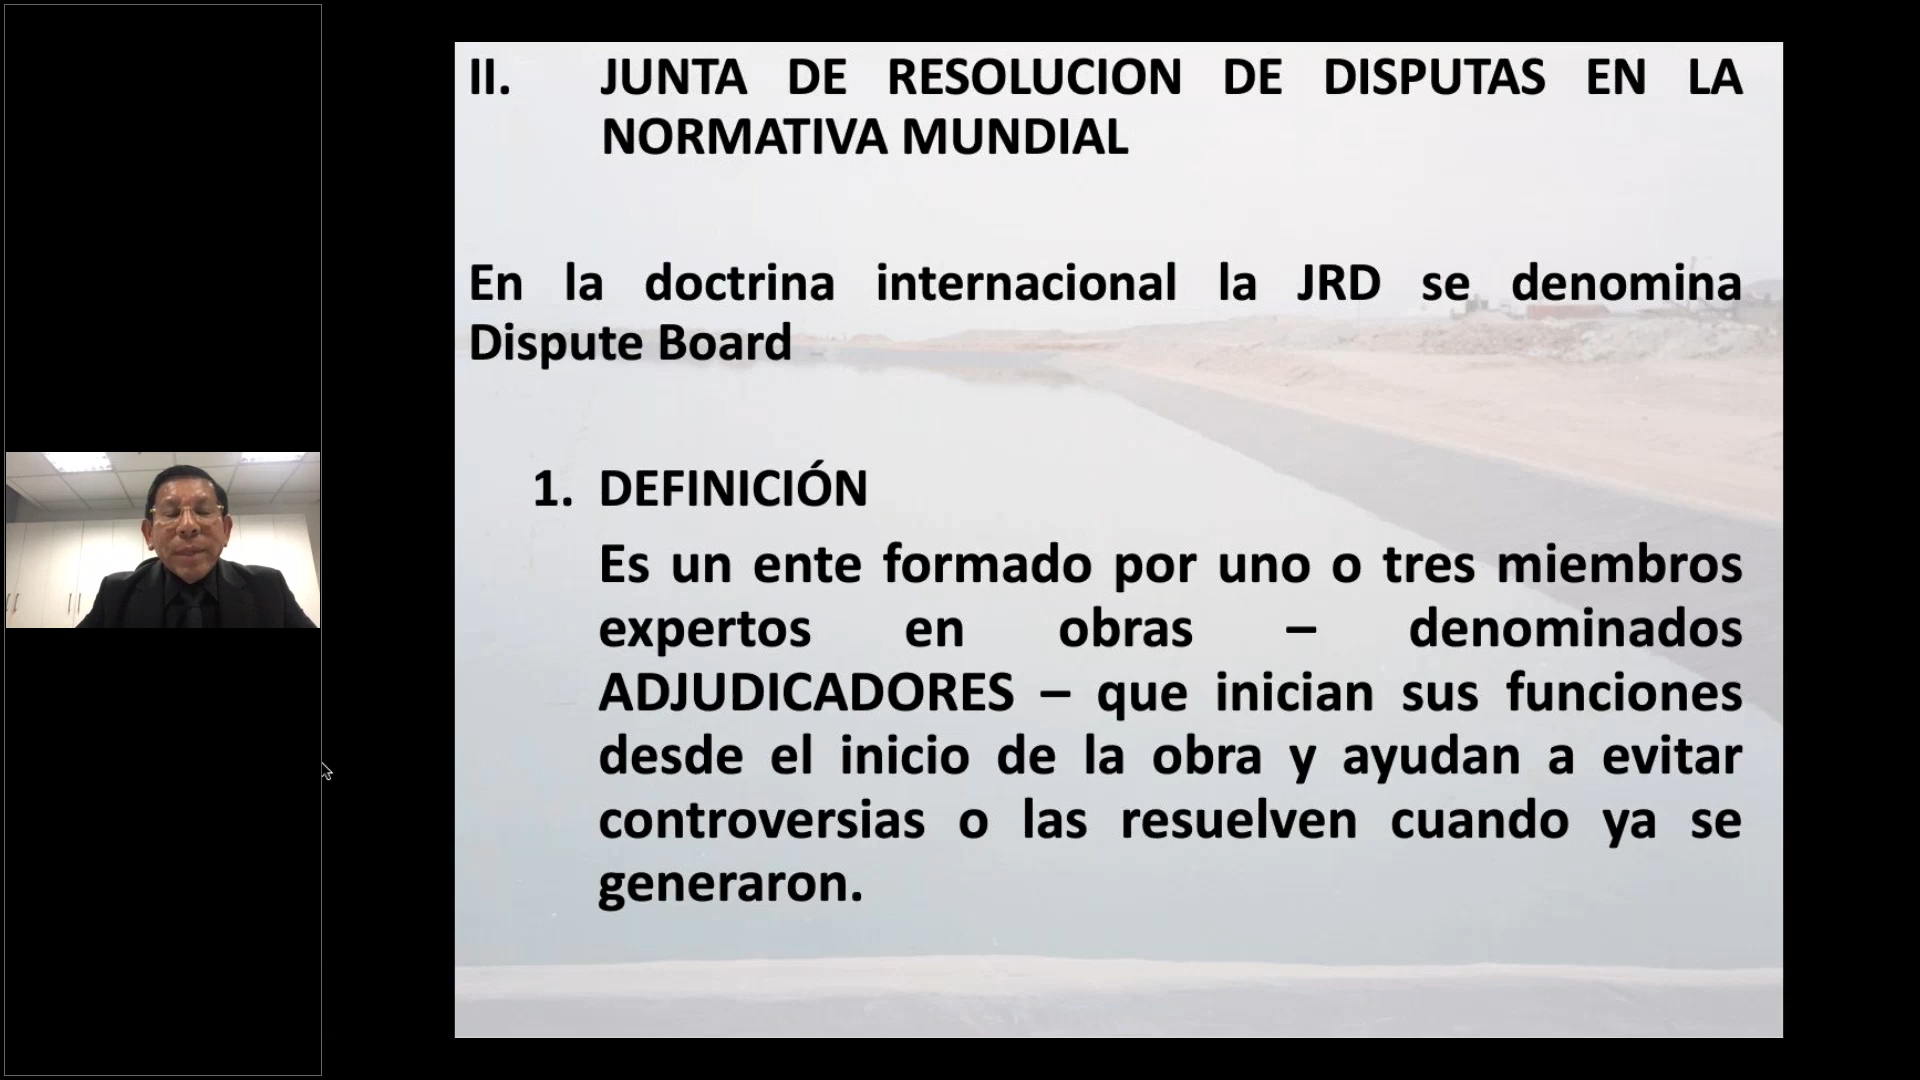 II. JUNTA DE RESOLUCION DE DISPUTAS EN LA
NORMATIVA MUNDIAL
En la doctrina internacional la JRD se denomina
Dispute Board
1. DEFINICIÓN
Es un ente formado por uno o tres miembros
expertos en obras – denominados
ADJUDICADORES – que inician sus funciones
desde el inicio de la obra y ayudan a evitar
controversias o las resuelven cuando ya se
generaron.